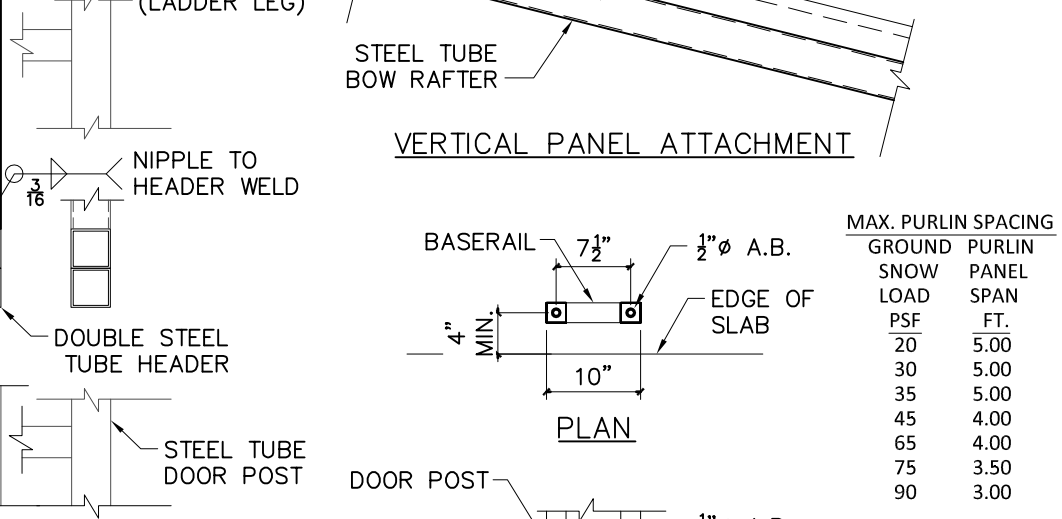 (LADDER LEG)
STEEL TUBE
BOW RAFTER
VERTICAL PANEL ATTACHMENT
3/16
NIPPLE TO
HEADER WELD
DOUBLE STEEL
TUBE HEADER
STEEL TUBE
DOOR POST
BASERAIL
7 1/2"
1/2"ø A.B.
EDGE OF
SLAB
4"
MIN.
10"
PLAN
DOOR POST
MAX. PURLIN SPACING
GROUND PURLIN
SNOW PANEL
LOAD SPAN
PSF FT.
20 5.00
30 5.00
35 5.00
45 4.00
65 4.00
75 3.50
90 3.00